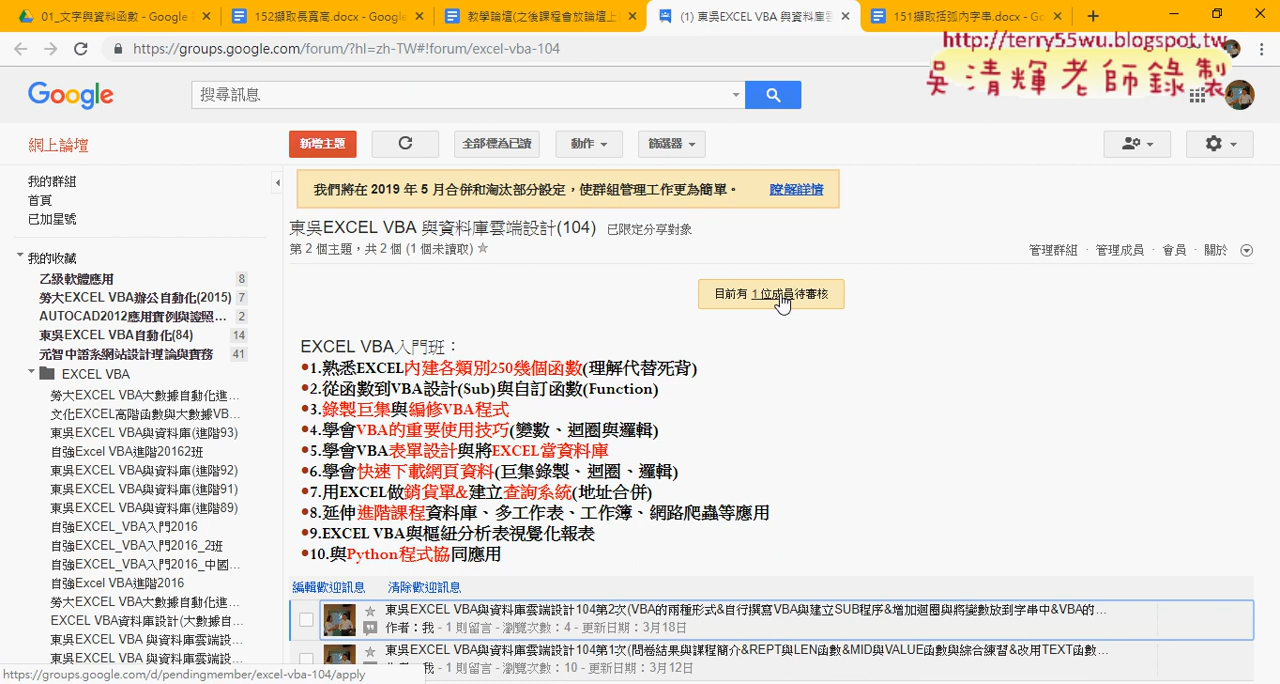 01_文字與資料函數 - Google
152擷取長寬高.docx - Google
教學論壇(之後課程會放論壇上
(1) 東吳EXCEL VBA 與資料庫雲
151擷取括弧內字串.docx - Go
https://groups.google.com/forum/?hl=zh-TW#!forum/excel-vba-104
http://terry55wu.blogspot.tw
吳清輝老師錄製
Google
搜尋訊息
網上論壇
新增主題
全部標為已讀
動作
篩選器
我的群組
首頁
已加星號
我們將在 2019 年 5 月合併和淘汰部分設定，使群組管理工作更為簡單。 瞭解詳情
東吳EXCEL VBA 與資料庫雲端設計(104) 已限定分享對象
第 2 個主題，共 2 個 (1 個未讀取)
管理群組 · 管理成員 · 會員 · 關於
我的收藏
乙級軟體應用 8
勞大EXCEL VBA辦公自動化(2015) 7
AUTOCAD2012應用實例與證照... 2
東吳EXCEL VBA自動化(84) 14
元智中語系網站設計理論與實務 41
EXCEL VBA
勞大EXCEL VBA大數據自動化進...
文化EXCEL高階函數與大數據VB...
東吳EXCEL VBA與資料庫(進階93)
自強Excel VBA進階20162班
東吳EXCEL VBA與資料庫(進階92)
東吳EXCEL VBA與資料庫(進階91)
東吳EXCEL VBA與資料庫(進階89)
自強EXCEL_VBA入門2016
自強EXCEL_VBA入門2016_2班
自強EXCEL_VBA入門2016_中國...
自強Excel VBA進階2016
勞大EXCEL VBA大數據自動化進...
EXCEL VBA資料庫設計(大數據自...
東吳EXCEL VBA 與資料庫雲端設...
東吳EXCEL VBA 與資料庫雲端設...
目前有 1 位成員待審核
EXCEL VBA入門班：
•1.熟悉EXCEL內建各類別250幾個函數(理解代替死背)
•2.從函數到VBA設計(Sub)與自訂函數(Function)
•3.錄製巨集與編修VBA程式
•4.學會VBA的重要使用技巧(變數、迴圈與邏輯)
•5.學會VBA表單設計與將EXCEL當資料庫
•6.學會快速下載網頁資料(巨集錄製、迴圈、邏輯)
•7.用EXCEL做銷貨單&建立查詢系統(地址合併)
•8.延伸進階課程資料庫、多工作表、工作簿、網路爬蟲等應用
•9.EXCEL VBA與樞紐分析表視覺化報表
•10.與Python程式協同應用
編輯歡迎訊息 清除歡迎訊息
東吳EXCEL VBA與資料庫雲端設計104第2次(VBA的兩種形式&自行撰寫VBA與建立SUB程序&增加迴圈與將變數放到字串中&VBA的...
作者：我 - 1 則留言 - 瀏覽次數：4 - 更新日期：3月18日
東吳EXCEL VBA與資料庫雲端設計104第1次(問卷結果與課程簡介&REPT與LEN函數&MID與VALUE函數與綜合練習&改用TEXT函數...
作者：我 - 1 則留言 - 瀏覽次數：10 - 更新日期：3月12日
https://groups.google.com/d/pendingmember/excel-vba-104/apply